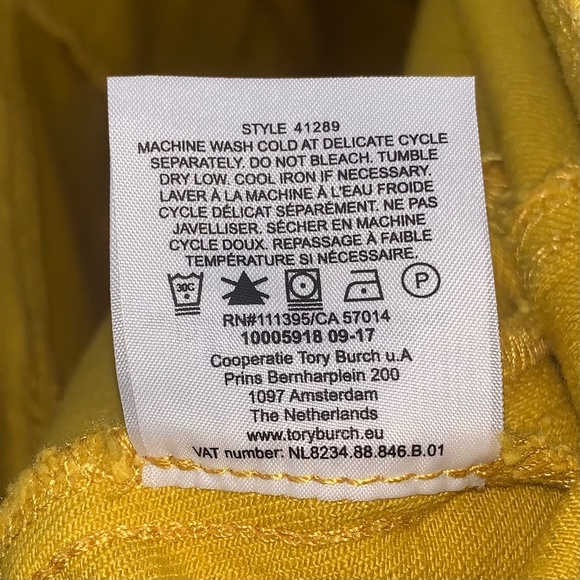 STYLE 41289
MACHINE WASH COLD AT DELICATE CYCLE
SEPARATELY. DO NOT BLEACH. TUMBLE
DRY LOW. COOL IRON IF NECESSARY.
LAVER À LA MACHINE À L'EAU FROIDE
CYCLE DÉLICAT SÉPARÉMENT. NE PAS
JAVELLISER. SÉCHER EN MACHINE
CYCLE DOUX. REPASSAGE À FAIBLE
TEMPÉRATURE SI NÉCESSAIRE.
30C P
RN#111395/CA 57014
10005918 09-17
Cooperatie Tory Burch u.A
Prins Bernharplein 200
1097 Amsterdam
The Netherlands
www.toryburch.eu
VAT number: NL8234.88.846.B.01